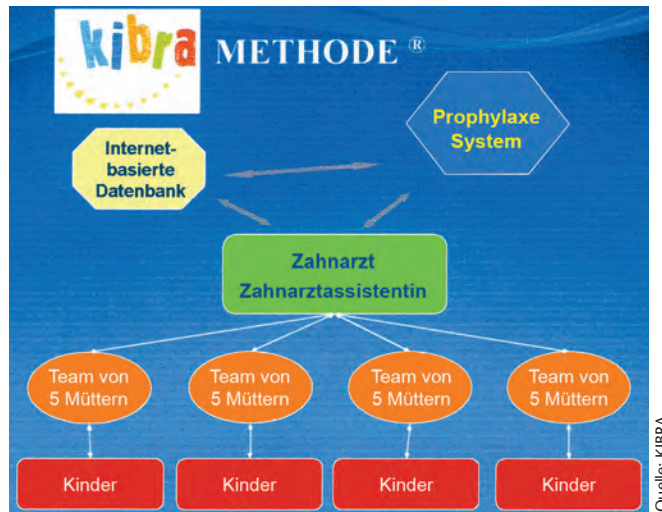 kibra METHODE ®
Prophylaxe
System
Internet-
basierte
Datenbank
Zahnarzt
Zahnarztassistentin
Team von
5 Müttern
Team von
5 Müttern
Team von
5 Müttern
Team von
5 Müttern
Kinder
Kinder
Kinder
Kinder
Quelle: KIBRA